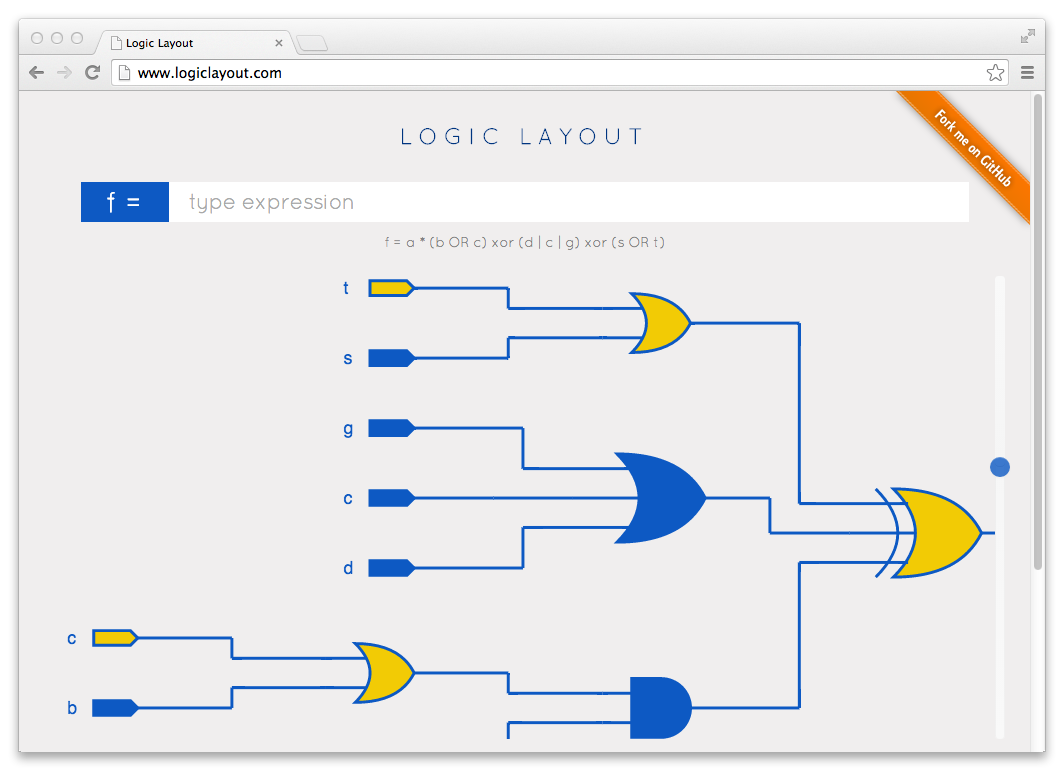 Logic Layout
www.logiclayout.com
Fork me on GitHub
LOGIC LAYOUT
f =
type expression
f = a * (b OR c) xor (d | c | g) xor (s OR t)
t
s
g
c
d
c
b